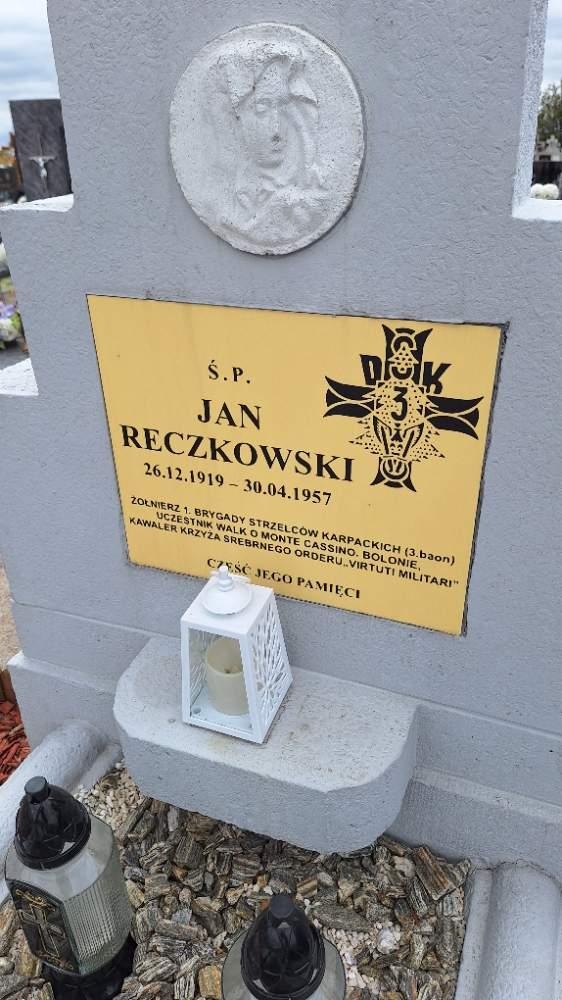 Ś.P.
JAN
RECZKOWSKI
26.12.1919 – 30.04.1957
ŻOŁNIERZ 1. BRYGADY STRZELCÓW KARPACKICH (3.baon)
UCZESTNIK WALK O MONTE CASSINO. BOLONIE,
KAWALER KRZYŻA SREBRNEGO ORDERU„VIRTUTI MILITARI"
CZEŚĆ JEGO PAMIĘCI
DSK
3